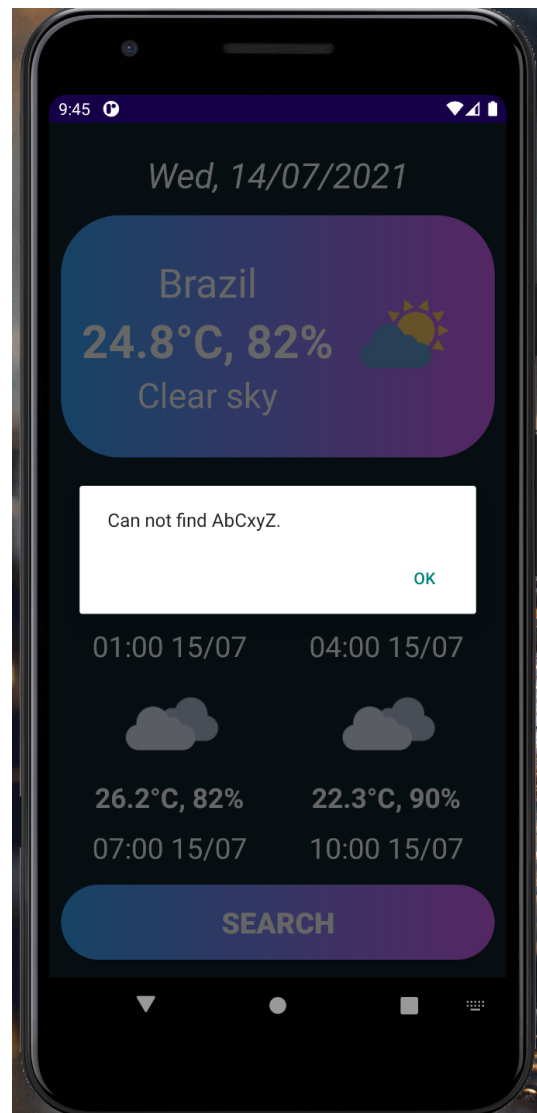 9:45
Wed, 14/07/2021
Brazil
24.8°C, 82%
Clear sky
Can not find AbCxyZ.
OK
01:00 15/07 04:00 15/07
26.2°C, 82% 22.3°C, 90%
07:00 15/07 10:00 15/07
SEARCH